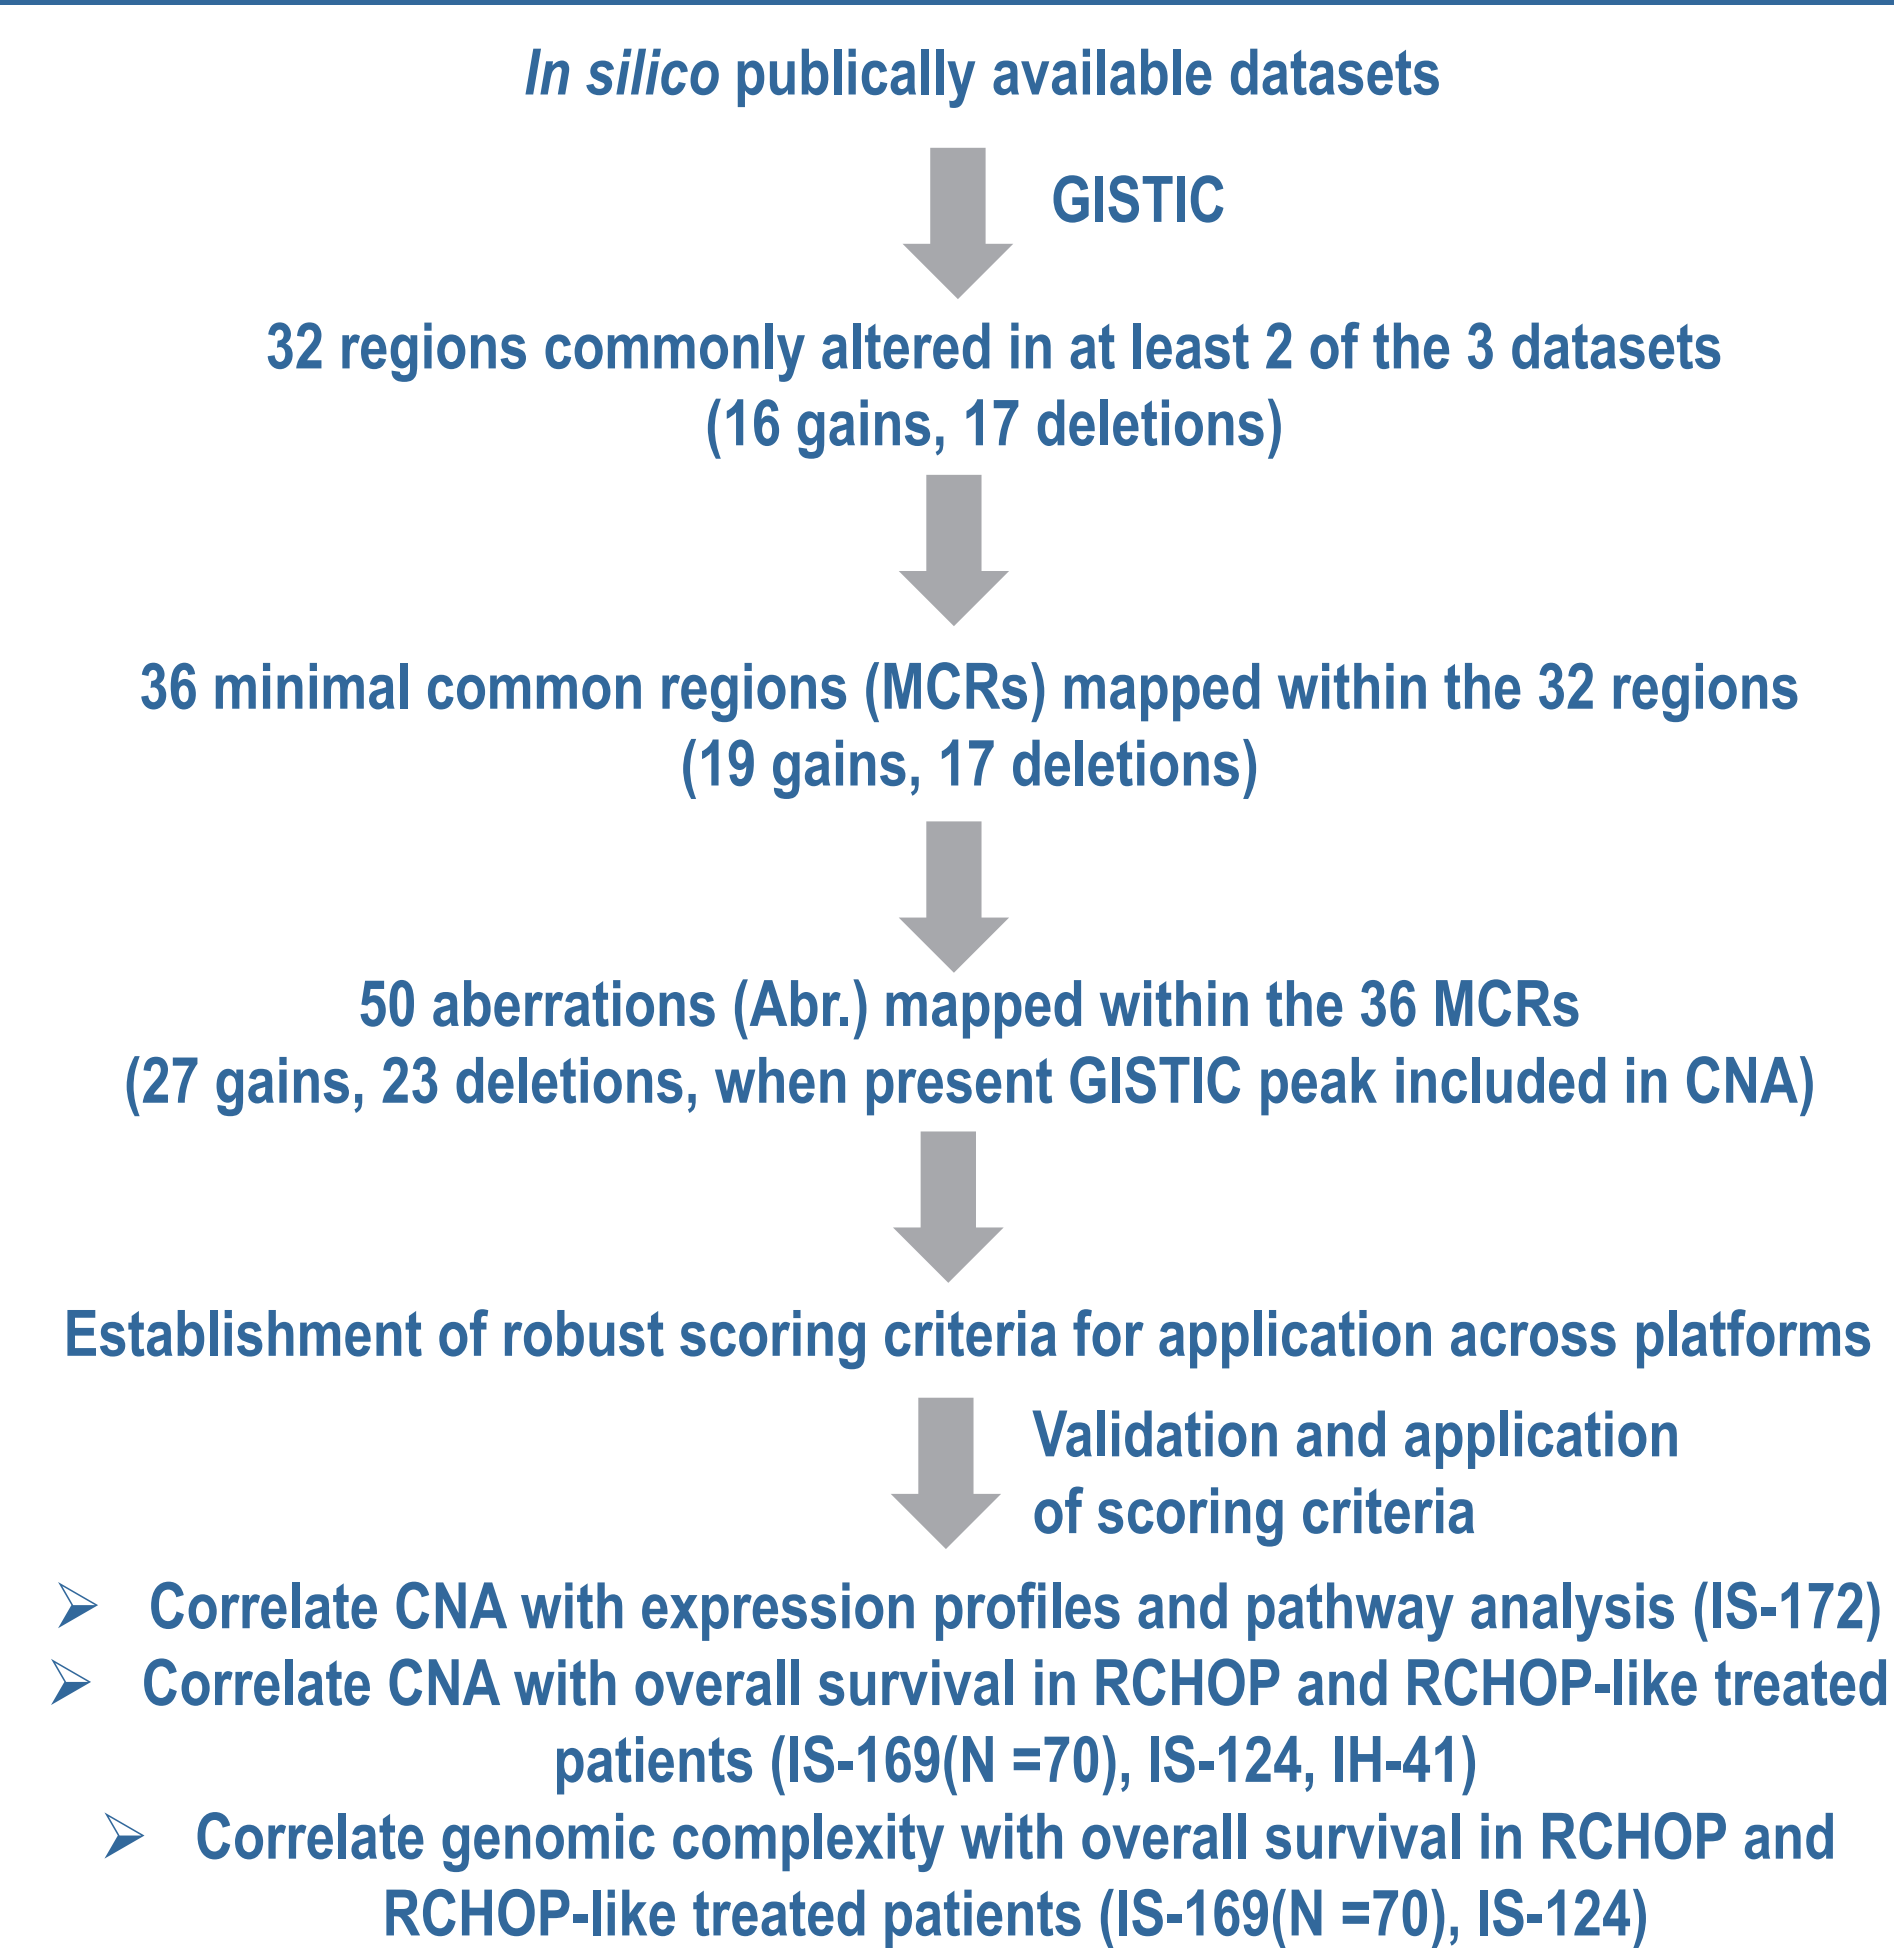 In silico publically available datasets
GISTIC
32 regions commonly altered in at least 2 of the 3 datasets
(16 gains, 17 deletions)
36 minimal common regions (MCRs) mapped within the 32 regions
(19 gains, 17 deletions)
50 aberrations (Abr.) mapped within the 36 MCRs
(27 gains, 23 deletions, when present GISTIC peak included in CNA)
Establishment of robust scoring criteria for application across platforms
Validation and application
of scoring criteria
➢ Correlate CNA with expression profiles and pathway analysis (IS-172)
➢ Correlate CNA with overall survival in RCHOP and RCHOP-like treated
patients (IS-169(N =70), IS-124, IH-41)
➢ Correlate genomic complexity with overall survival in RCHOP and
RCHOP-like treated patients (IS-169(N =70), IS-124)